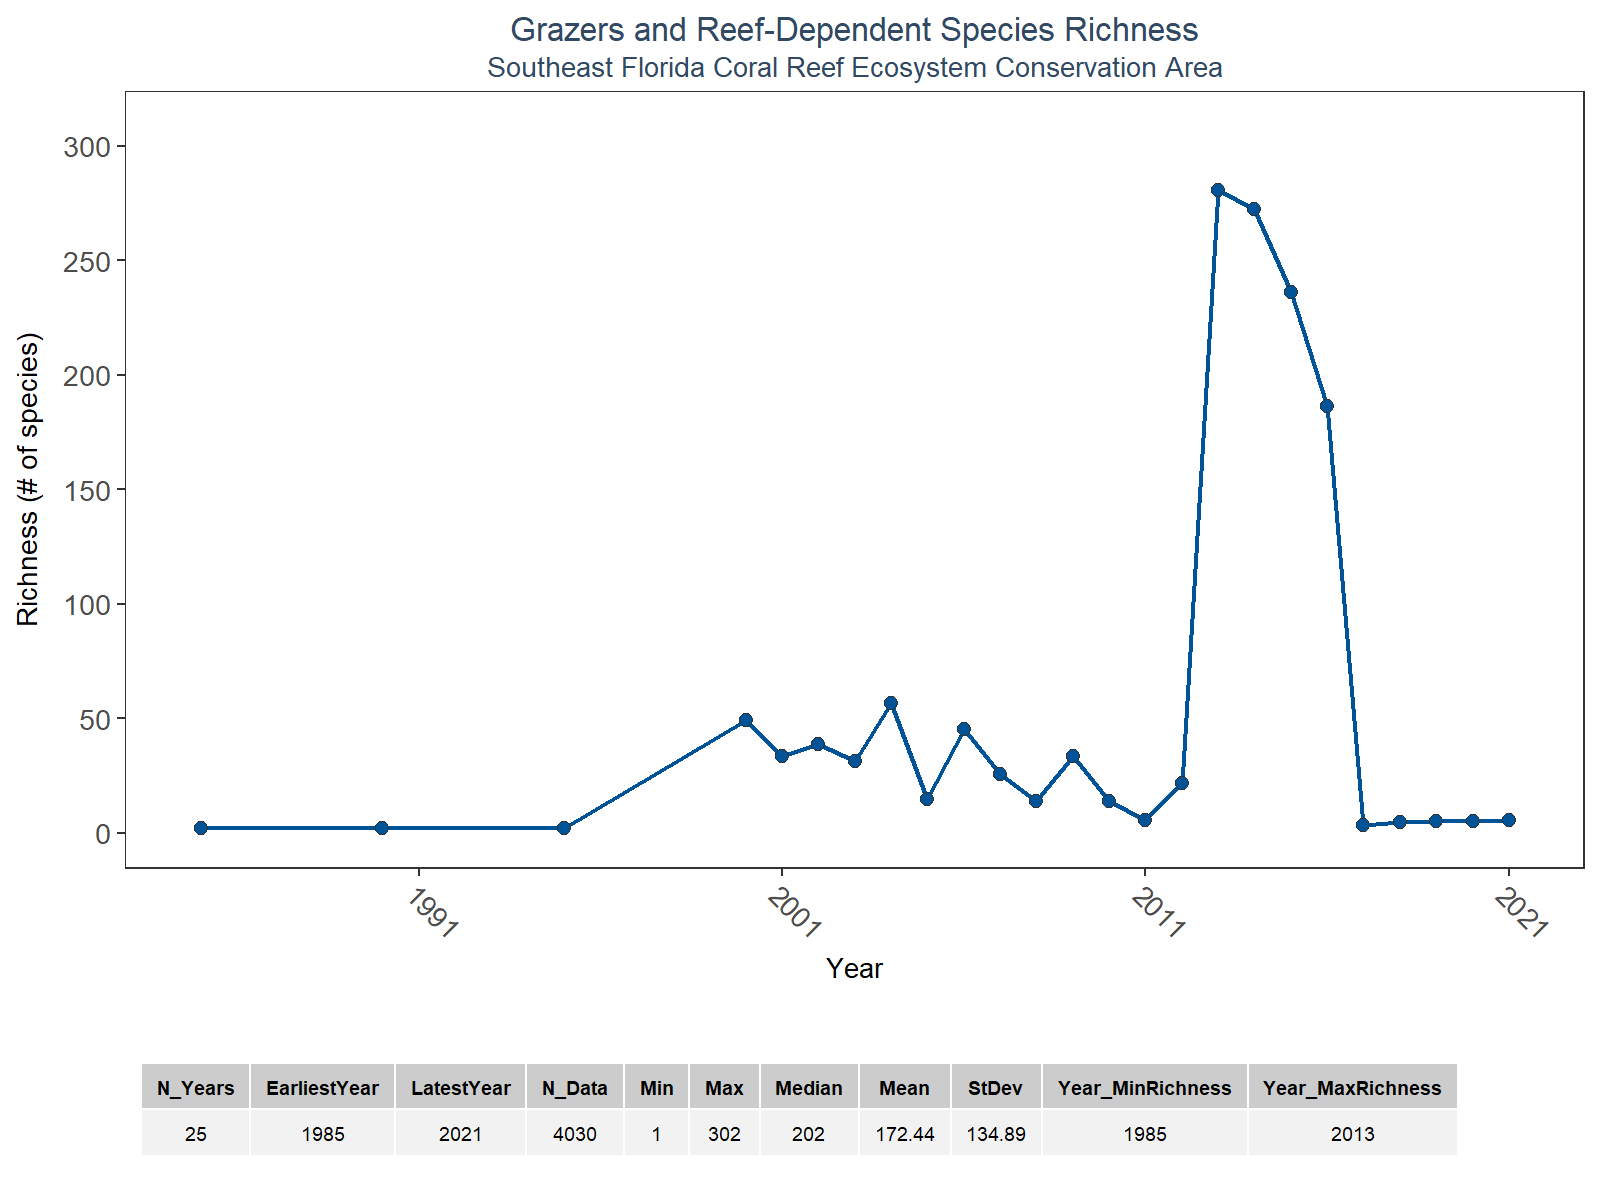 Grazers and Reef-Dependent Species Richness
Southeast Florida Coral Reef Ecosystem Conservation Area
300
250
200
150
100
50
0
Richness (# of species)
1991 2001 2011 2021
Year
N_Years EarliestYear LatestYear N_Data Min Max Median Mean StDev Year_MinRichness Year_MaxRichness
25 1985 2021 4030 1 302 202 172.44 134.89 1985 2013